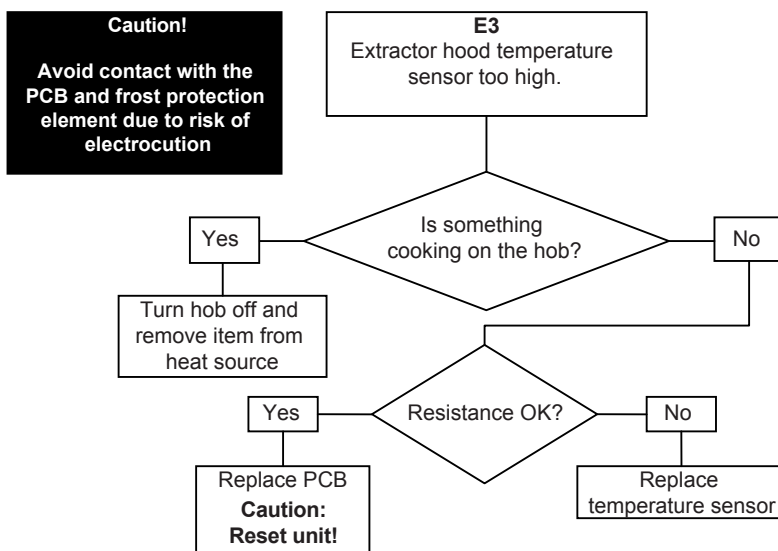 Caution!
Avoid contact with the
PCB and frost protection
element due to risk of
electrocution
E3
Extractor hood temperature
sensor too high.
Is something
cooking on the hob?
Yes
No
Turn hob off and
remove item from
heat source
Resistance OK?
Yes
No
Replace PCB
Caution:
Reset unit!
Replace
temperature sensor